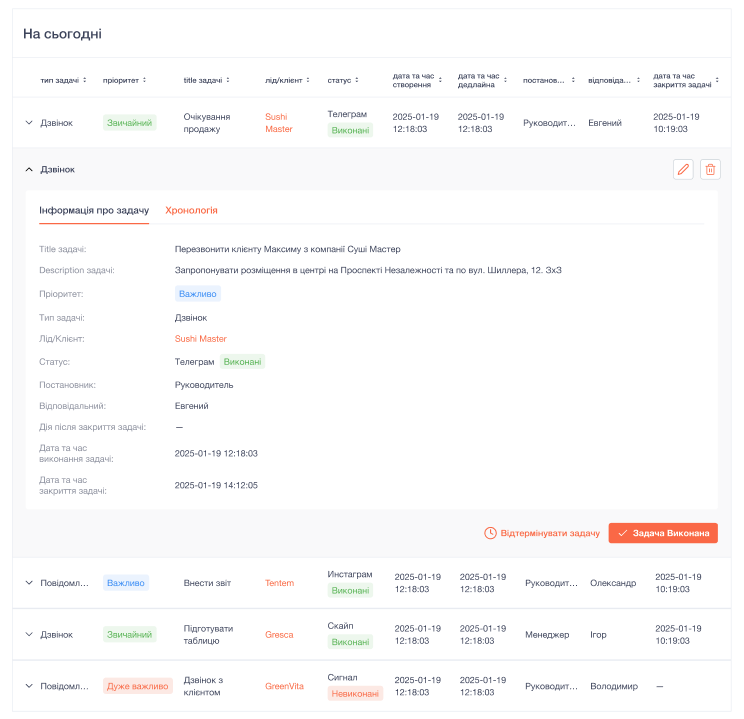 На сьогодні
тип задачі пріоритет title задачі лід/клієнт статус дата та час створення дата та час дедлайна постанов... відповіда... дата та час закриття задачі
Дзвінок Звичайний Очікування продажу Sushi Master Телеграм Виконані 2025-01-19 12:18:03 2025-01-19 12:18:03 Руководит... Евгений 2025-01-19 10:19:03
Дзвінок
Інформація про задачу Хронологія
Title задачі: Перезвонити клієнту Максиму з компанії Суші Мастер
Description задачі: Запропонувати розміщення в центрі на Проспекті Незалежності та по вул. Шиллера, 12. 3х3
Пріоритет: Важливо
Тип задачі: Дзвінок
Лід/Клієнт: Sushi Master
Статус: Телеграм Виконані
Постановник: Руководитель
Відповідальний: Евгений
Дія після закриття задачі: —
Дата та час виконання задачі: 2025-01-19 12:18:03
Дата та час закриття задачі: 2025-01-19 14:12:05
Відтермінувати задачу Задача Виконана
Повідомл... Важливо Внести звіт Tentem Инстаграм Виконані 2025-01-19 12:18:03 2025-01-19 12:18:03 Руководит... Олександр 2025-01-19 10:19:03
Дзвінок Звичайний Підготувати таблицю Gresca Скайп Виконані 2025-01-19 12:18:03 2025-01-19 12:18:03 Менеджер Ігор 2025-01-19 10:19:03
Повідомл... Дуже важливо Дзвінок з клієнтом GreenVita Сигнал Невиконані 2025-01-19 12:18:03 2025-01-19 12:18:03 Руководит... Володимир —